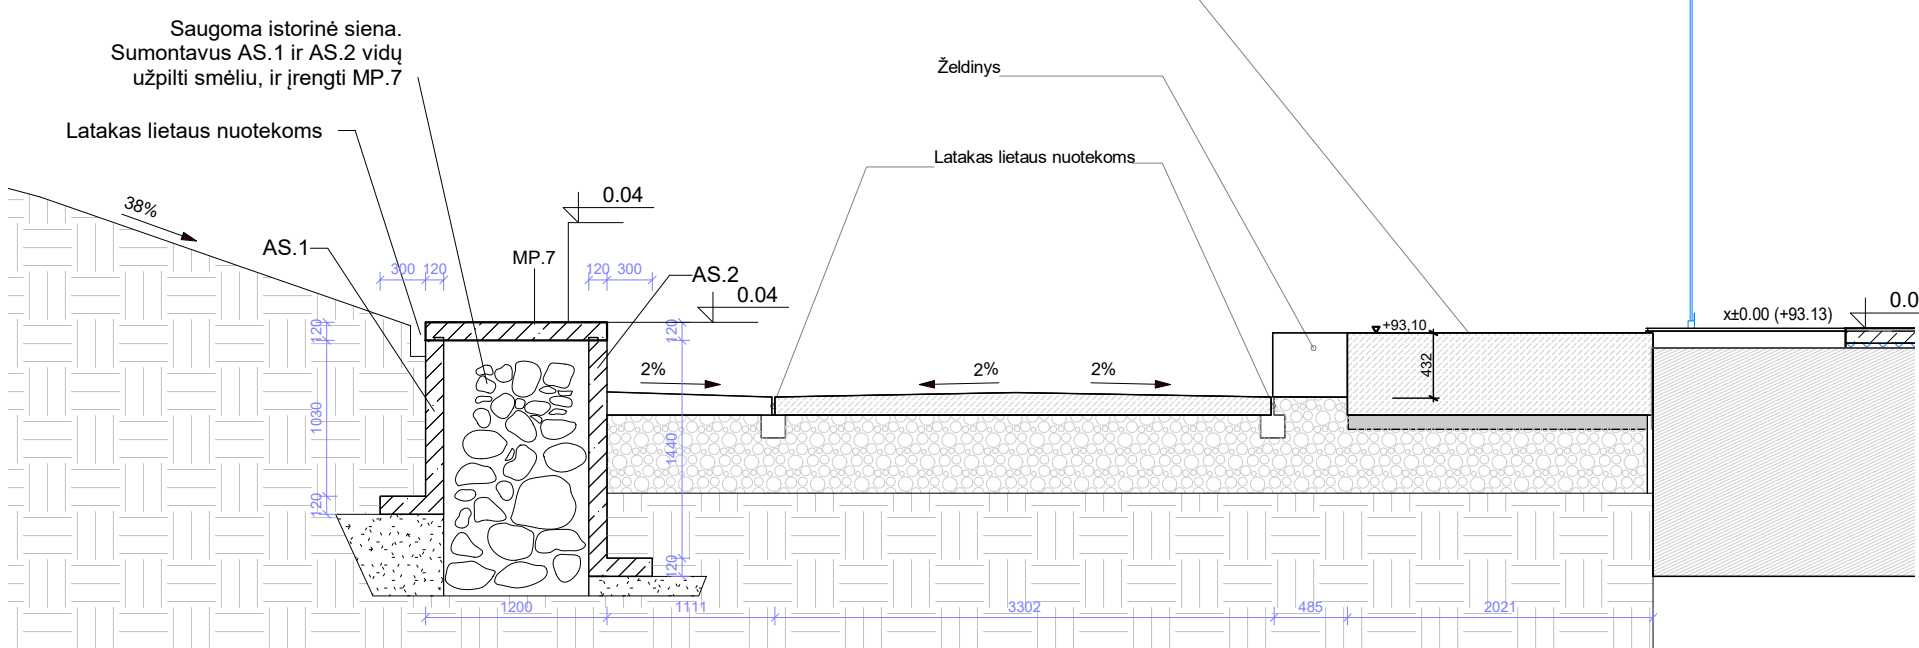 Saugoma istorinė siena.
Sumontavus AS.1 ir AS.2 vidų
užpilti smėliu, ir įrengti MP.7
Latakas lietaus nuotekoms
Želdinys
Latakas lietaus nuotekoms
38%
0.04
AS.1
MP.7
300
120
120
300
AS.2
0.04
x±0.00 (+93.13)
0.0
+93,10
432
120
1030
120
120
1440
120
2%
2%
2%
1200
1111
3302
485
2021